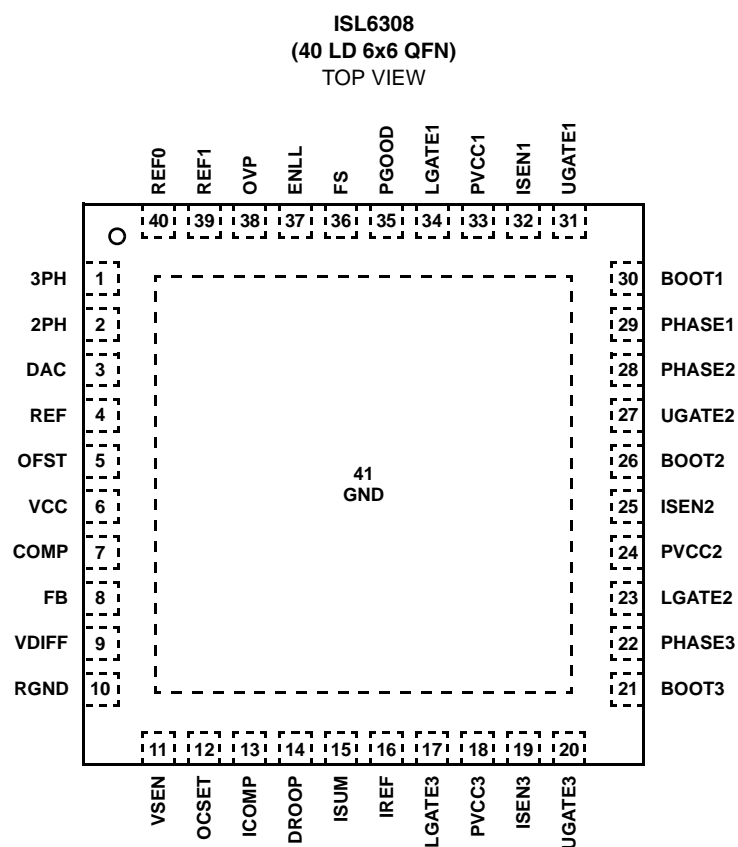 ISL6308
(40 LD 6x6 QFN)
TOP VIEW
REF0
REF1
OVP
ENLL
FS
PGOOD
LGATE1
PVCC1
ISEN1
UGATE1
40 39 38 37 36 35 34 33 32 31
3PH 1 30 BOOT1
2PH 2 29 PHASE1
DAC 3 28 PHASE2
REF 4 27 UGATE2
OFST 5 26 BOOT2
41
GND
VCC 6 25 ISEN2
COMP 7 24 PVCC2
FB 8 23 LGATE2
VDIFF 9 22 PHASE3
RGND 10 21 BOOT3
11 12 13 14 15 16 17 18 19 20
VSEN
OCSET
ICOMP
DROOP
ISUM
IREF
LGATE3
PVCC3
ISEN3
UGATE3